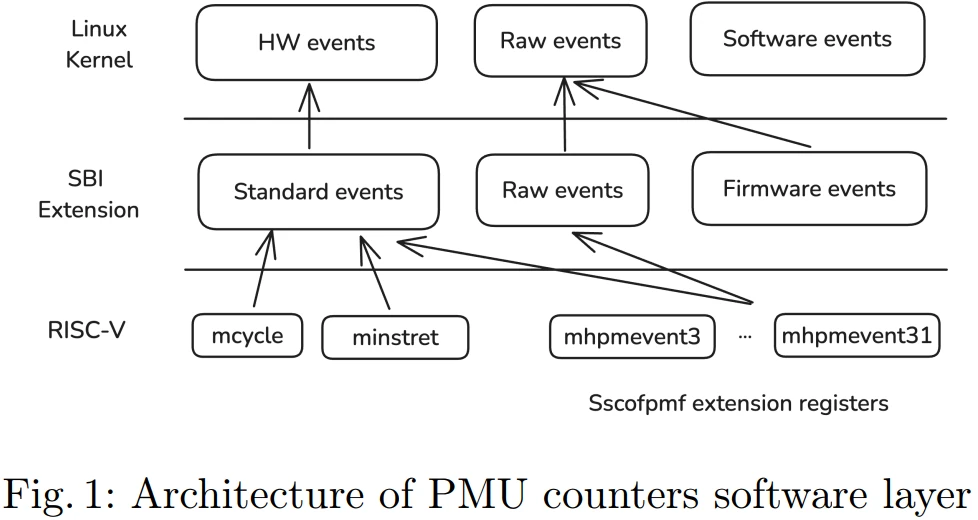 Linux
Kernel
HW events
Raw events
Software events
SBI
Extension
Standard events
Raw events
Firmware events
RISC-V
mcycle
minstret
mhpmevent3
...
mhpmevent31
Sscofpmf extension registers
Fig. 1: Architecture of PMU counters software layer